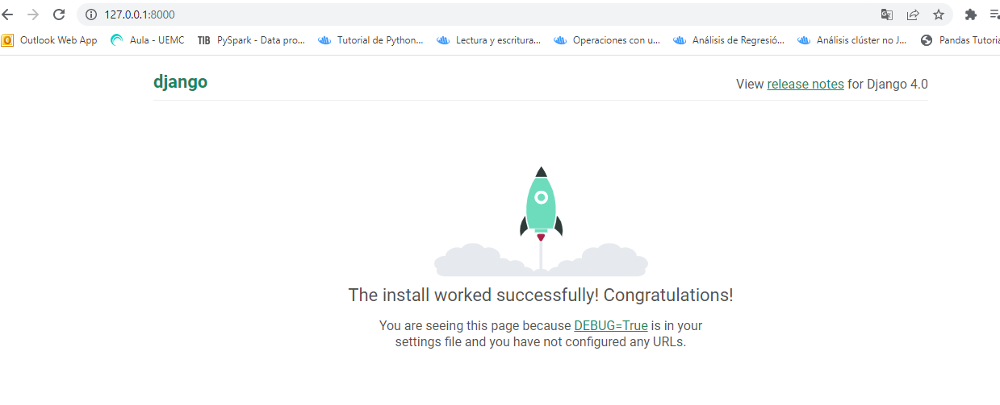 127.0.0.1:8000
Outlook Web App Aula - UEMC TIB PySpark - Data pro... Tutorial de Python... Lectura y escritura... Operaciones con u... Análisis de Regresió... Análisis clúster no J... Pandas Tutoria
django
View release notes for Django 4.0
The install worked successfully! Congratulations!
You are seeing this page because DEBUG=True is in your
settings file and you have not configured any URLs.